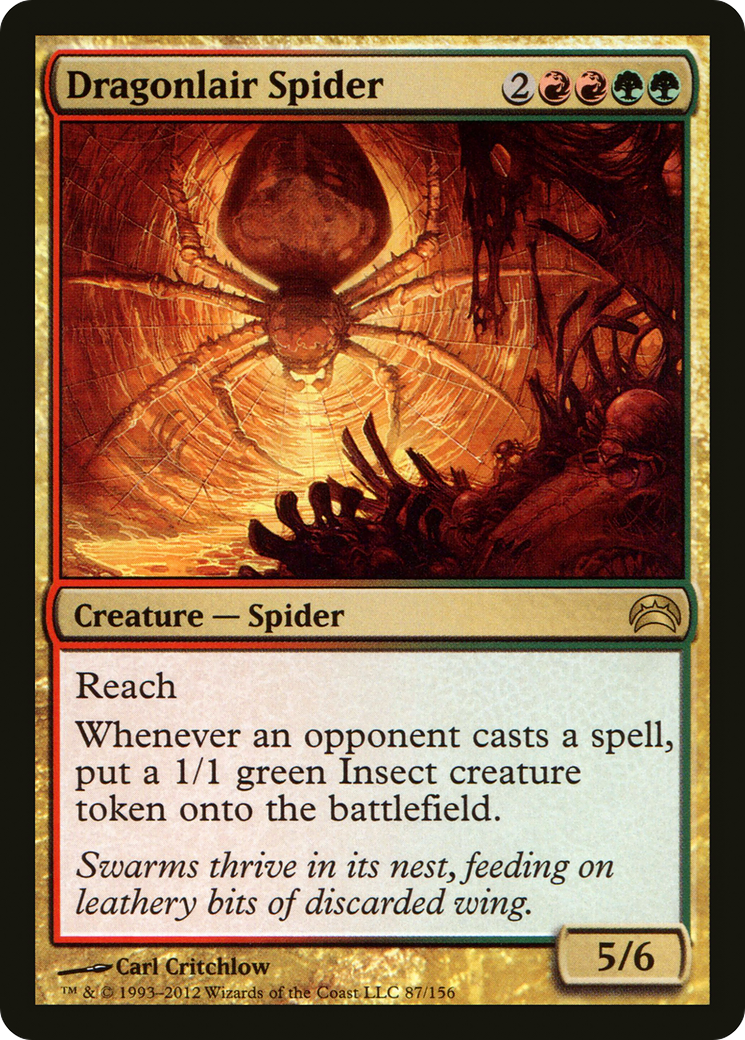 Dragonlair Spider 2
Creature — Spider
Reach
Whenever an opponent casts a spell,
put a 1/1 green Insect creature
token onto the battlefield.
Swarms thrive in its nest, feeding on
leathery bits of discarded wing.
5/6
Carl Critchlow
™ & © 1993–2012 Wizards of the Coast LLC 87/156